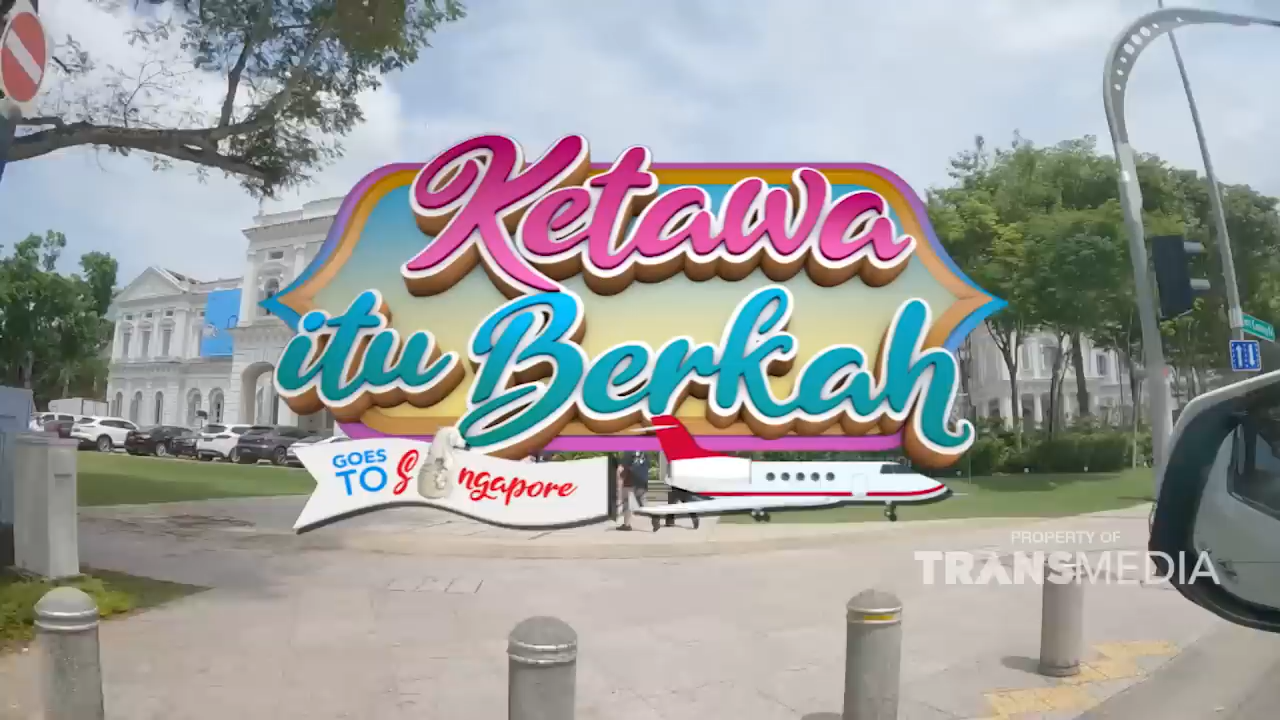 Ketawa
itu Berkah
GOES
TO Singapore
PROPERTY OF
TRANSMEDIA